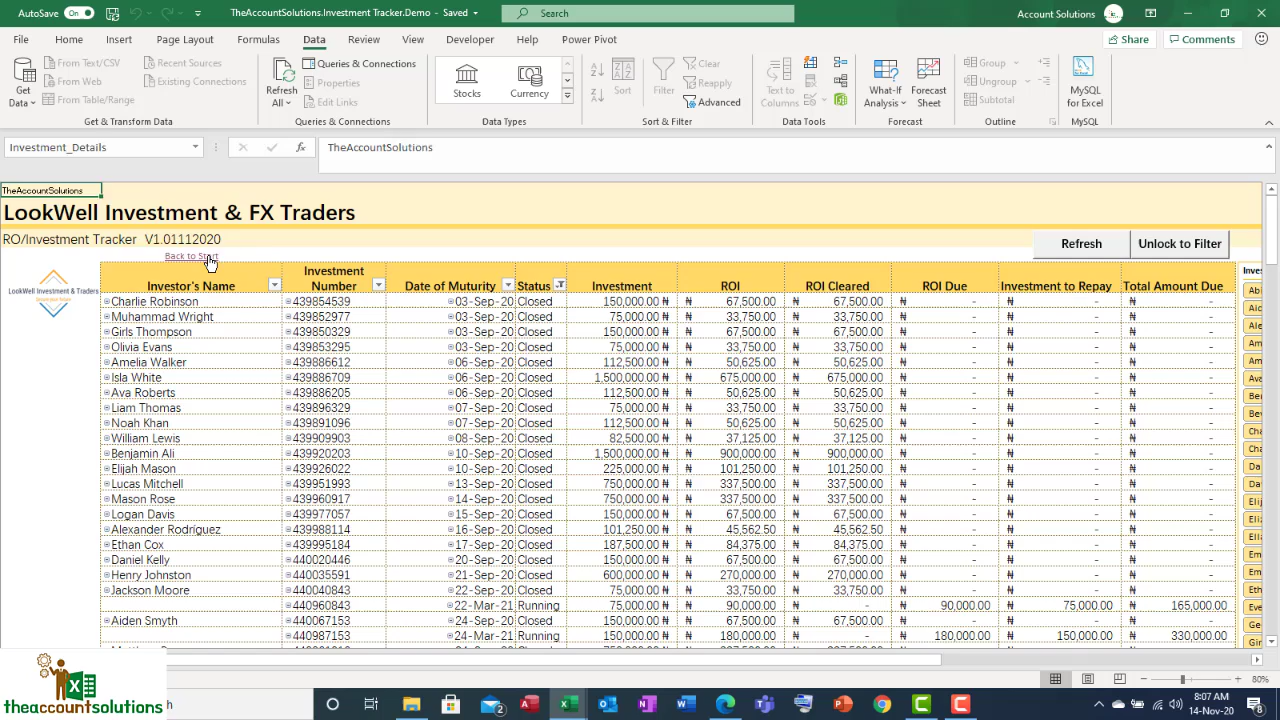 AutoSave On TheAccountSolutions.Investment Tracker.Demo - Saved Search Account Solutions
File Home Insert Page Layout Formulas Data Review View Developer Help Power Pivot Share Comments
Get Data From Text/CSV From Web From Table/Range Recent Sources Existing Connections
Refresh All Queries & Connections Properties Edit Links
Stocks Currency
Sort Filter Clear Reapply Advanced
Text to Columns
What-If Analysis Forecast Sheet
Group Ungroup Subtotal
MySQL for Excel
Get & Transform Data Queries & Connections Data Types Sort & Filter Data Tools Forecast Outline MySQL
Investment_Details fx TheAccountSolutions
TheAccountSolutions
LookWell Investment & FX Traders
RO/Investment Tracker V1.01112020 Refresh Unlock to Filter
Back to Start
LookWell Investment & Traders
Investor's Name Investment Number Date of Muturity Status Investment ROI ROI Cleared ROI Due Investment to Repay Total Amount Due
Charlie Robinson 439854539 03-Sep-20 Closed 150,000.00 ₦ ₦ 67,500.00 ₦ 67,500.00 ₦ - ₦ - ₦ -
Muhammad Wright 439852977 03-Sep-20 Closed 75,000.00 ₦ ₦ 33,750.00 ₦ 33,750.00 ₦ - ₦ - ₦ -
Girls Thompson 439850329 03-Sep-20 Closed 150,000.00 ₦ ₦ 67,500.00 ₦ 67,500.00 ₦ - ₦ - ₦ -
Olivia Evans 439853295 03-Sep-20 Closed 75,000.00 ₦ ₦ 33,750.00 ₦ 33,750.00 ₦ - ₦ - ₦ -
Amelia Walker 439886612 06-Sep-20 Closed 112,500.00 ₦ ₦ 50,625.00 ₦ 50,625.00 ₦ - ₦ - ₦ -
Isla White 439886709 06-Sep-20 Closed 1,500,000.00 ₦ ₦ 675,000.00 ₦ 675,000.00 ₦ - ₦ - ₦ -
Ava Roberts 439886205 06-Sep-20 Closed 112,500.00 ₦ ₦ 50,625.00 ₦ 50,625.00 ₦ - ₦ - ₦ -
Liam Thomas 439896329 07-Sep-20 Closed 75,000.00 ₦ ₦ 33,750.00 ₦ 33,750.00 ₦ - ₦ - ₦ -
Noah Khan 439891096 07-Sep-20 Closed 112,500.00 ₦ ₦ 50,625.00 ₦ 50,625.00 ₦ - ₦ - ₦ -
William Lewis 439909903 08-Sep-20 Closed 82,500.00 ₦ ₦ 37,125.00 ₦ 37,125.00 ₦ - ₦ - ₦ -
Benjamin Ali 439920203 10-Sep-20 Closed 1,500,000.00 ₦ ₦ 900,000.00 ₦ 900,000.00 ₦ - ₦ - ₦ -
Elijah Mason 439926022 10-Sep-20 Closed 225,000.00 ₦ ₦ 101,250.00 ₦ 101,250.00 ₦ - ₦ - ₦ -
Lucas Mitchell 439951993 13-Sep-20 Closed 750,000.00 ₦ ₦ 337,500.00 ₦ 337,500.00 ₦ - ₦ - ₦ -
Mason Rose 439960917 14-Sep-20 Closed 750,000.00 ₦ ₦ 337,500.00 ₦ 337,500.00 ₦ - ₦ - ₦ -
Logan Davis 439977057 15-Sep-20 Closed 150,000.00 ₦ ₦ 67,500.00 ₦ 67,500.00 ₦ - ₦ - ₦ -
Alexander Rodríguez 439988114 16-Sep-20 Closed 101,250.00 ₦ ₦ 45,562.50 ₦ 45,562.50 ₦ - ₦ - ₦ -
Ethan Cox 439995184 17-Sep-20 Closed 187,500.00 ₦ ₦ 84,375.00 ₦ 84,375.00 ₦ - ₦ - ₦ -
Daniel Kelly 440020446 20-Sep-20 Closed 150,000.00 ₦ ₦ 67,500.00 ₦ 67,500.00 ₦ - ₦ - ₦ -
Henry Johnston 440035591 21-Sep-20 Closed 600,000.00 ₦ ₦ 270,000.00 ₦ 270,000.00 ₦ - ₦ - ₦ -
Jackson Moore 440040843 22-Sep-20 Closed 75,000.00 ₦ ₦ 33,750.00 ₦ 33,750.00 ₦ - ₦ - ₦ -
440960843 22-Mar-21 Running 75,000.00 ₦ ₦ 90,000.00 ₦ - ₦ 90,000.00 ₦ 75,000.00 ₦ 165,000.00
Aiden Smyth 440067153 24-Sep-20 Closed 150,000.00 ₦ ₦ 67,500.00 ₦ 67,500.00 ₦ - ₦ - ₦ -
440987153 24-Mar-21 Running 150,000.00 ₦ ₦ 180,000.00 ₦ - ₦ 180,000.00 ₦ 150,000.00 ₦ 330,000.00
80%
theaccountsolutions
8:07 AM
14-Nov-20